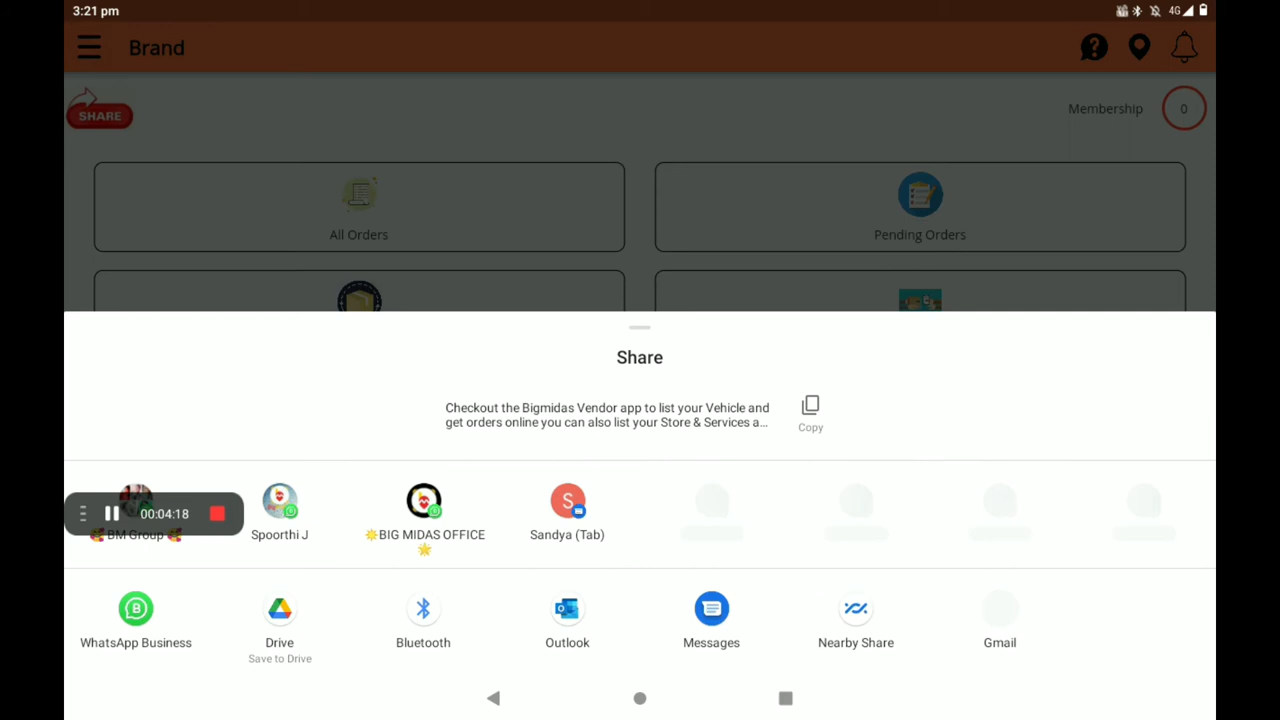 3:21 pm
4G
Brand
SHARE
Membership
0
All Orders
Pending Orders
Share
Checkout the Bigmidas Vendor app to list your Vehicle and
get orders online you can also list your Store & Services a...
Copy
00:04:18
🥰 BM Group 🥰
Spoorthi J
🌟BIG MIDAS OFFICE
🌟
S
Sandya (Tab)
WhatsApp Business
Drive
Save to Drive
Bluetooth
Outlook
Messages
Nearby Share
Gmail